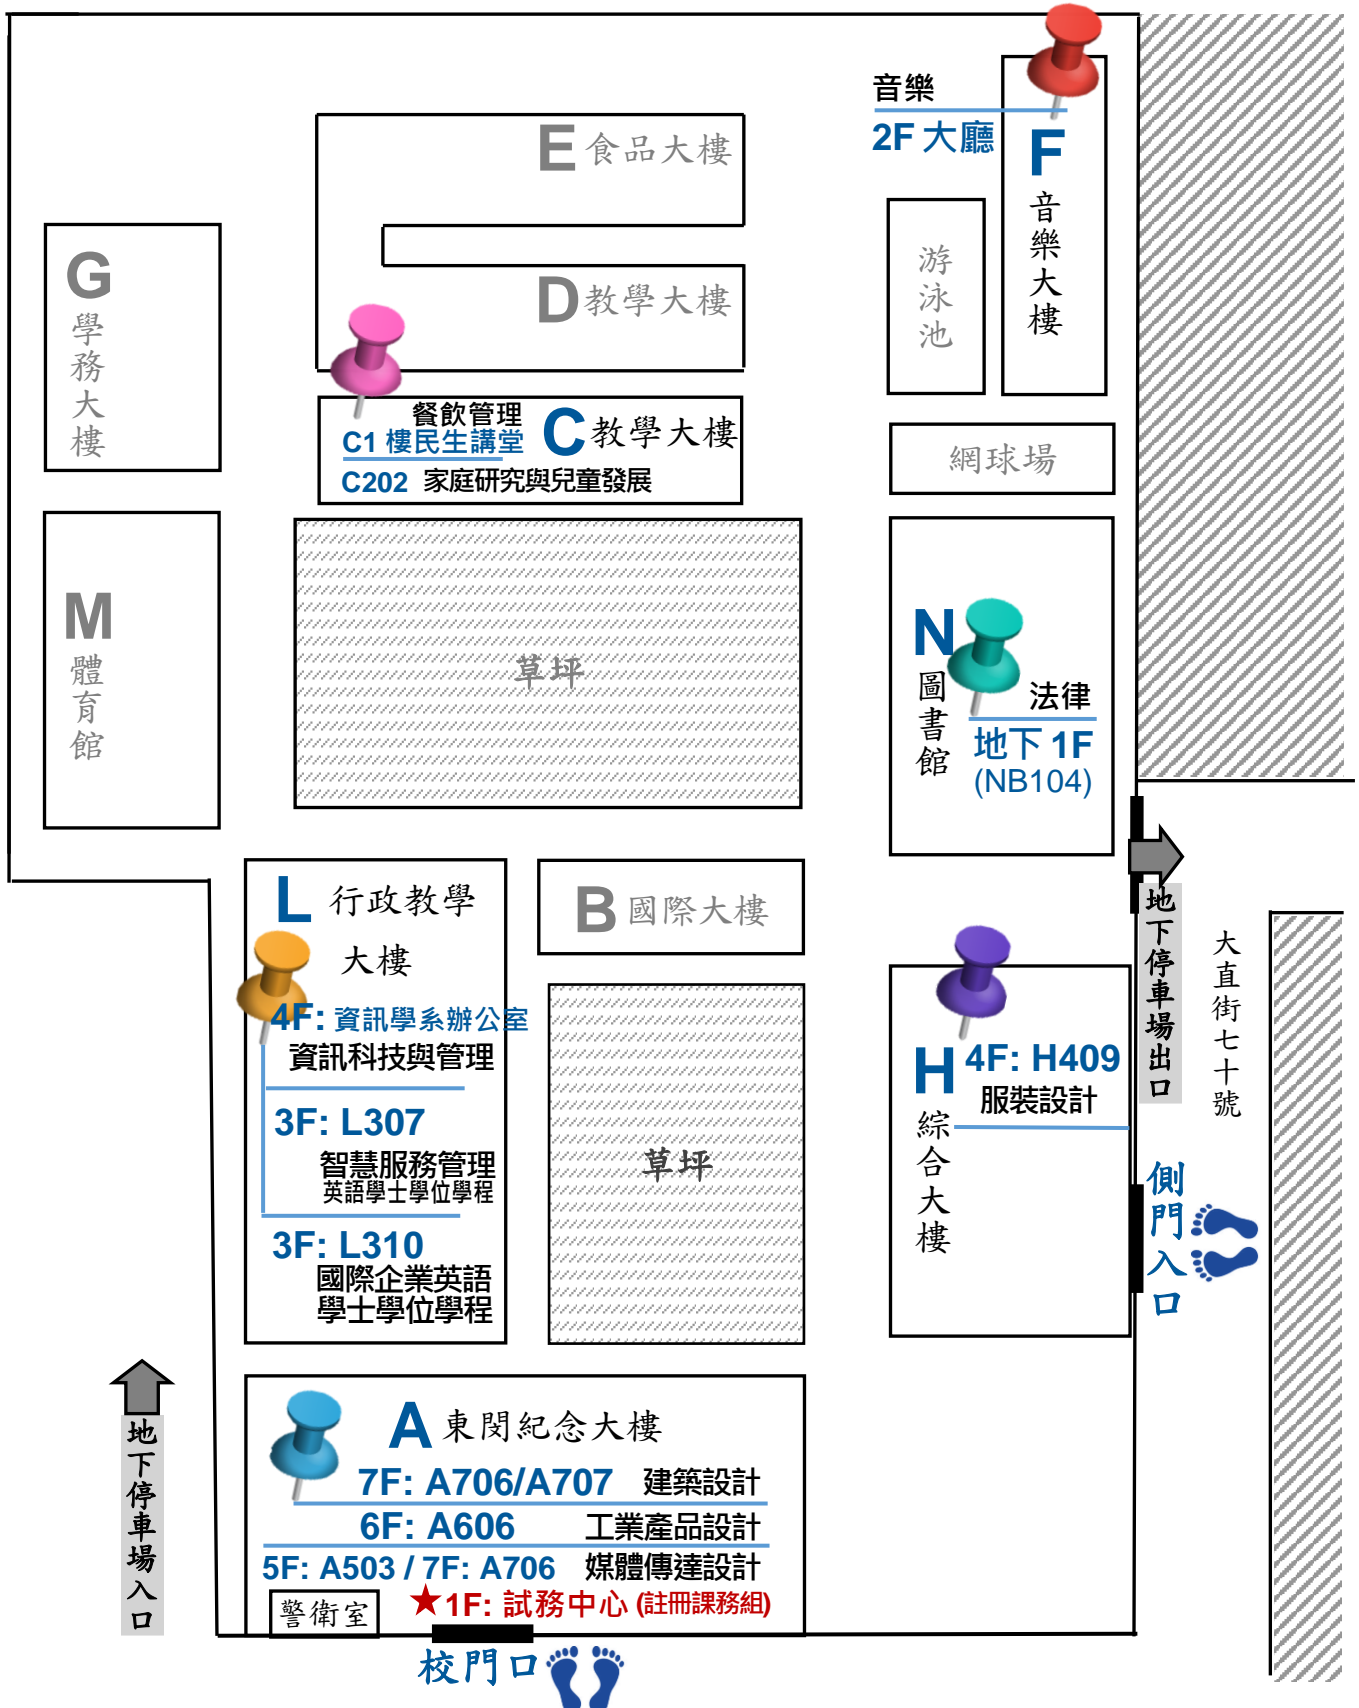 音樂
2F 大廳
F
音樂大樓
E 食品大樓
D 教學大樓
游泳池
G
學務大樓
餐飲管理
C1 樓民生講堂
C 教學大樓
C202 家庭研究與兒童發展
網球場
M
體育館
草坪
N
圖書館
法律
地下 1F
(NB104)
L 行政教學
大樓
4F: 資訊學系辦公室
資訊科技與管理
3F: L307
智慧服務管理
英語學士學位學程
3F: L310
國際企業英語
學士學位學程
B 國際大樓
草坪
H
綜合大樓
4F: H409
服裝設計
地下停車場出口
大直街七十號
側門入口
地下停車場入口
A 東閔紀念大樓
7F: A706/A707 建築設計
6F: A606 工業產品設計
5F: A503 / 7F: A706 媒體傳達設計
★1F: 試務中心 (註冊課務組)
警衛室
校門口